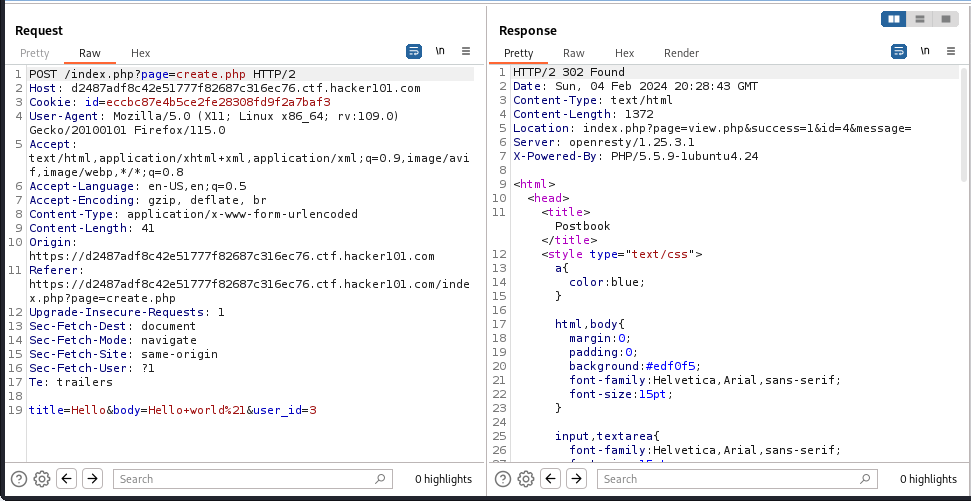 Request
Pretty Raw Hex \n
1 POST /index.php?page=create.php HTTP/2
2 Host: d2487adf8c42e51777f82687c316ec76.ctf.hacker101.com
3 Cookie: id=eccbc87e4b5ce2fe28308fd9f2a7baf3
4 User-Agent: Mozilla/5.0 (X11; Linux x86_64; rv:109.0)
Gecko/20100101 Firefox/115.0
5 Accept:
text/html,application/xhtml+xml,application/xml;q=0.9,image/avi
f,image/webp,*/*;q=0.8
6 Accept-Language: en-US,en;q=0.5
7 Accept-Encoding: gzip, deflate, br
8 Content-Type: application/x-www-form-urlencoded
9 Content-Length: 41
10 Origin:
https://d2487adf8c42e51777f82687c316ec76.ctf.hacker101.com
11 Referer:
https://d2487adf8c42e51777f82687c316ec76.ctf.hacker101.com/inde
x.php?page=create.php
12 Upgrade-Insecure-Requests: 1
13 Sec-Fetch-Dest: document
14 Sec-Fetch-Mode: navigate
15 Sec-Fetch-Site: same-origin
16 Sec-Fetch-User: ?1
17 Te: trailers
18
19 title=Hello&body=Hello+world%21&user_id=3
Search 0 highlights
Response
Pretty Raw Hex Render \n
1 HTTP/2 302 Found
2 Date: Sun, 04 Feb 2024 20:28:43 GMT
3 Content-Type: text/html
4 Content-Length: 1372
5 Location: index.php?page=view.php&success=1&id=4&message=
6 Server: openresty/1.25.3.1
7 X-Powered-By: PHP/5.5.9-1ubuntu4.24
8
9 <html>
10 <head>
11 <title>
Postbook
</title>
12 <style type="text/css">
13 a{
14 color:blue;
15 }
16
17 html,body{
18 margin:0;
19 padding:0;
20 background:#edf0f5;
21 font-family:Helvetica,Arial,sans-serif;
22 font-size:15pt;
23 }
24
25 input,textarea{
26 font-family:Helvetica,Arial,sans-serif;
Search 0 highlights